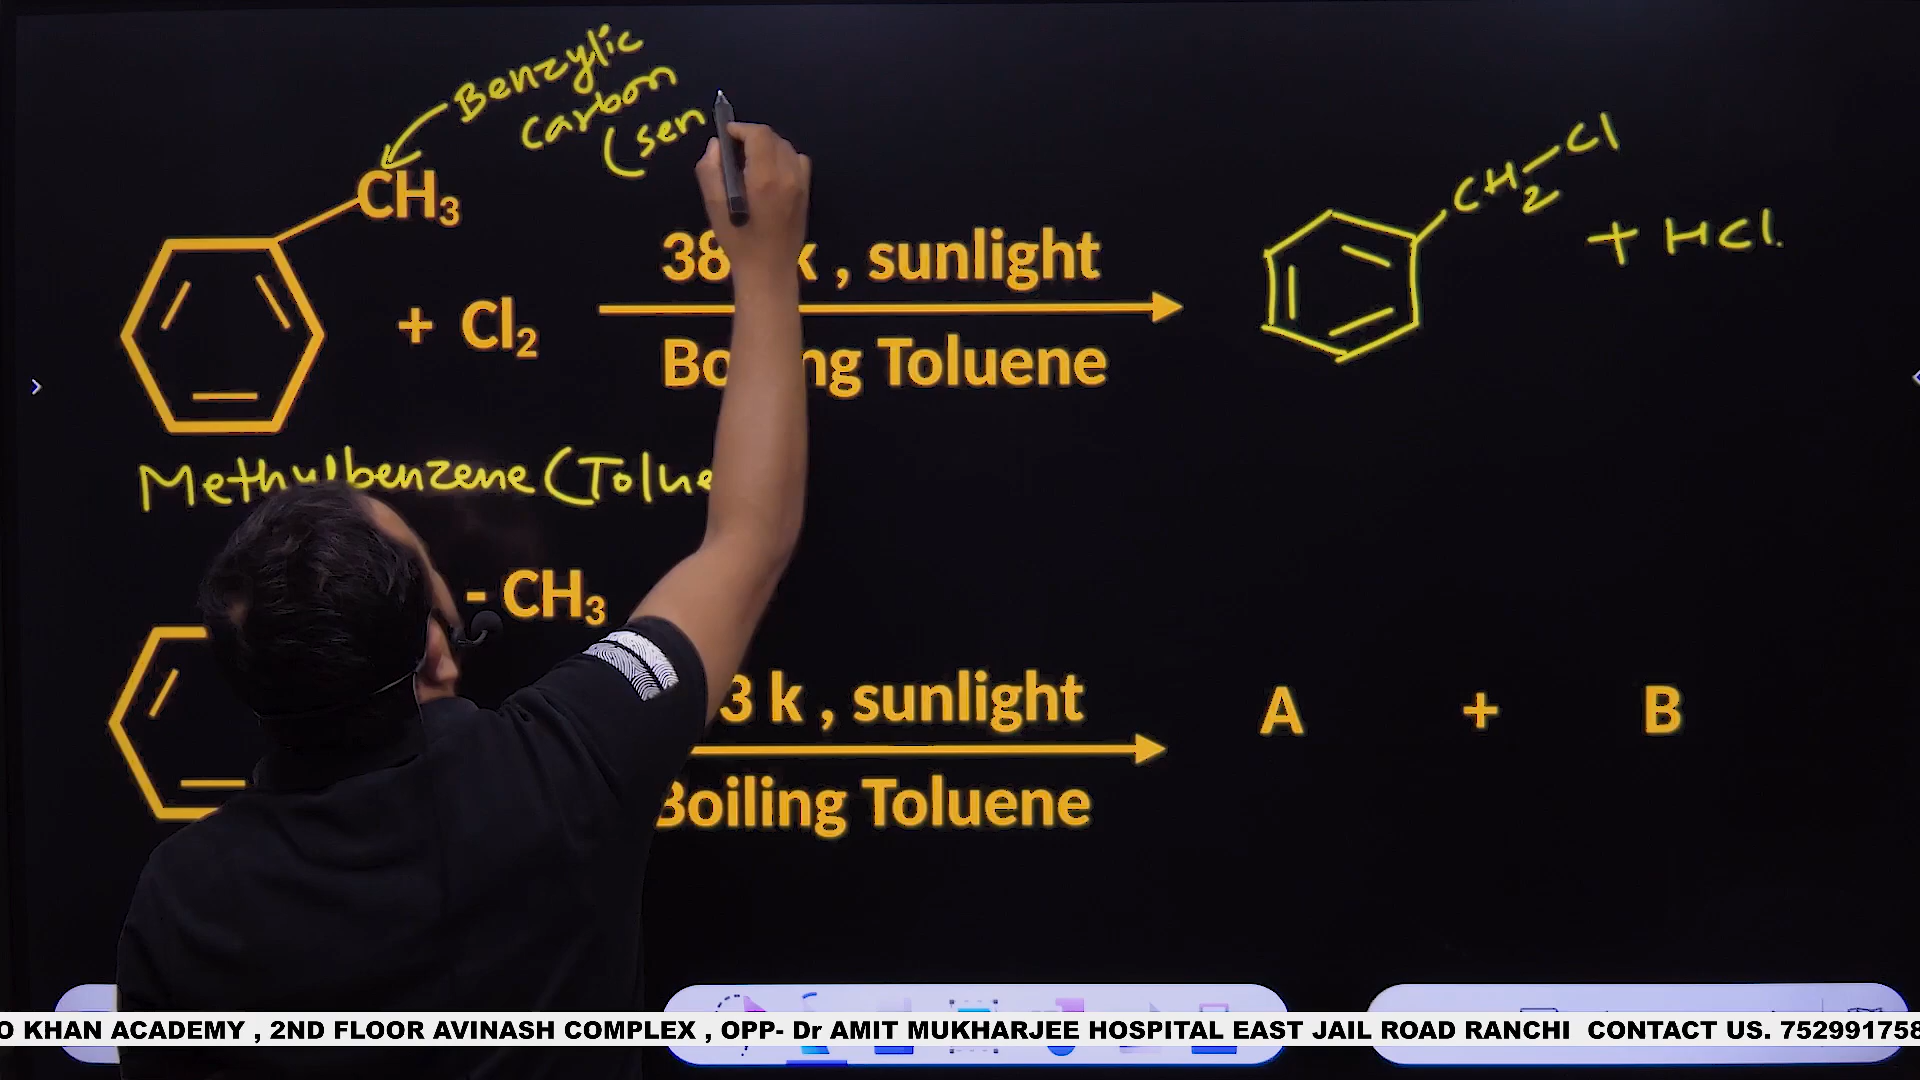 Benzylic
Carbon
(sen
CH3
38 k , sunlight
+ Cl2
Boiling Toluene
CH2-Cl
+ HCl.
Methylbenzene (Tolue
- CH3
3 k , sunlight
Boiling Toluene
A + B
O KHAN ACADEMY , 2ND FLOOR AVINASH COMPLEX , OPP- Dr AMIT MUKHARJEE HOSPITAL EAST JAIL ROAD RANCHI CONTACT US. 752991758